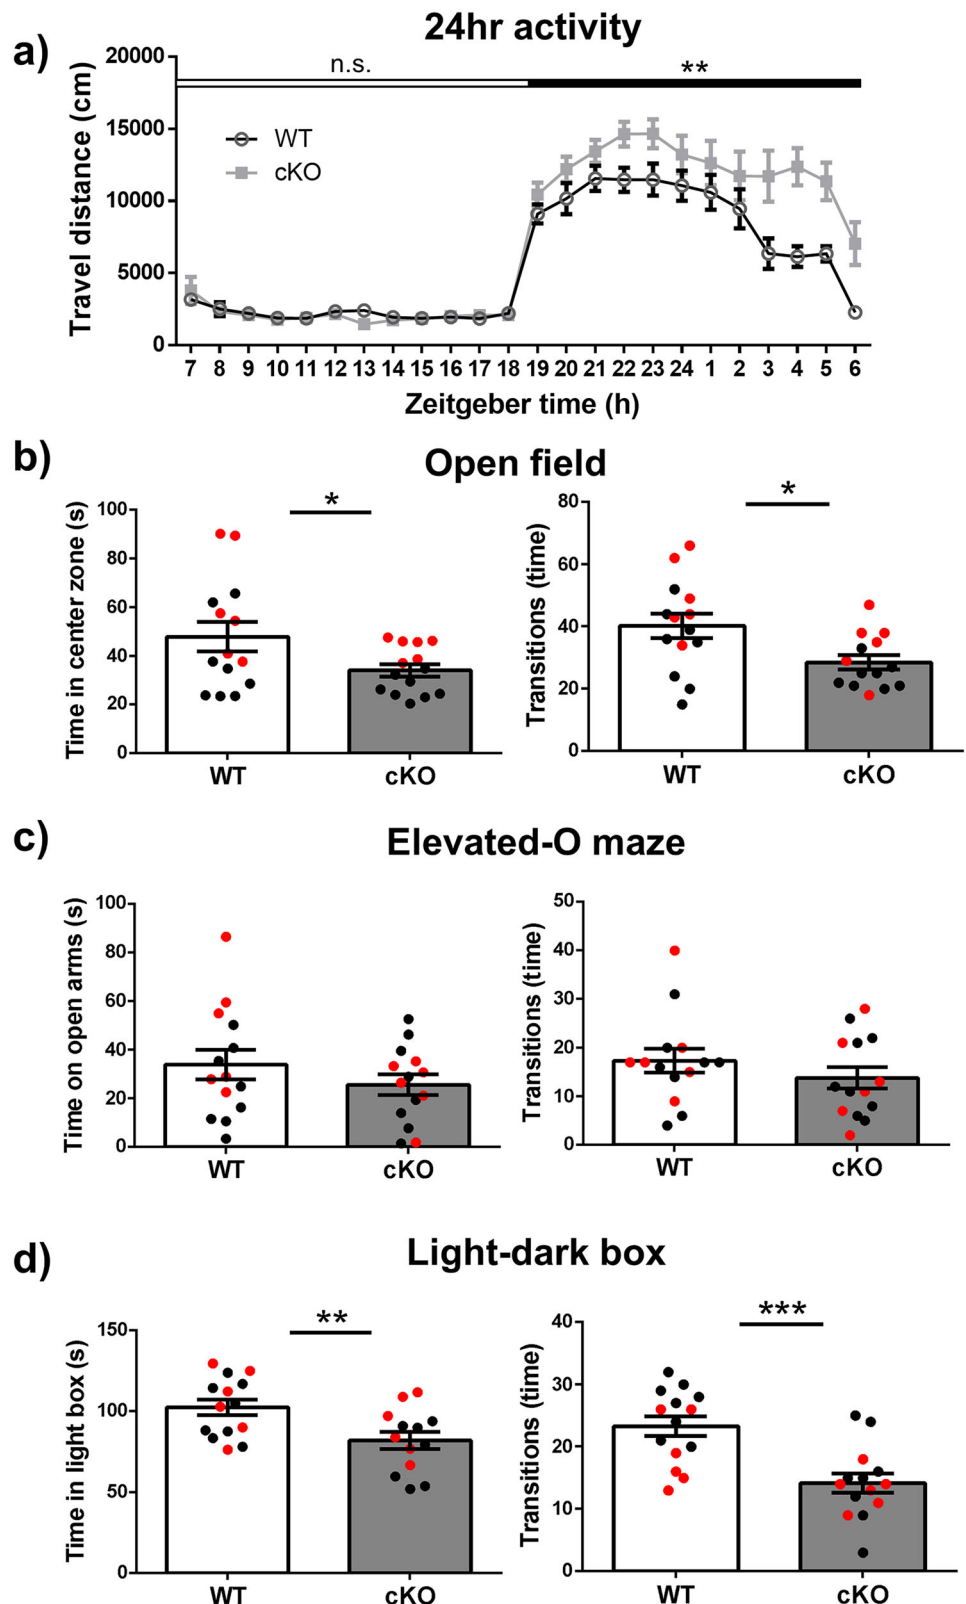 24hr activity
a)
20000
15000
10000
5000
0
Travel distance (cm)
n.s.
**
WT
cKO
7 8 9 10 11 12 13 14 15 16 17 18 19 20 21 22 23 24 1 2 3 4 5 6
Zeitgeber time (h)
b)
Open field
Time in center zone (s)
100
80
60
40
20
0
*
WT
cKO
Transitions (time)
80
60
40
20
0
*
WT
cKO
c)
Elevated-O maze
Time on open arms (s)
100
80
60
40
20
0
WT
cKO
Transitions (time)
50
40
30
20
10
0
WT
cKO
d)
Light-dark box
Time in light box (s)
150
100
50
0
**
WT
cKO
Transitions (time)
40
30
20
10
0
***
WT
cKO